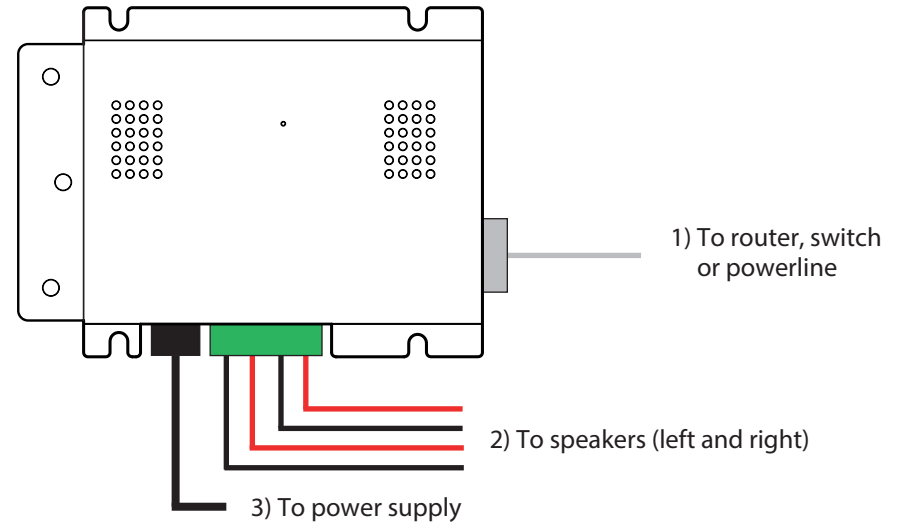 1) To router, switch
or powerline
2) To speakers (left and right)
3) To power supply